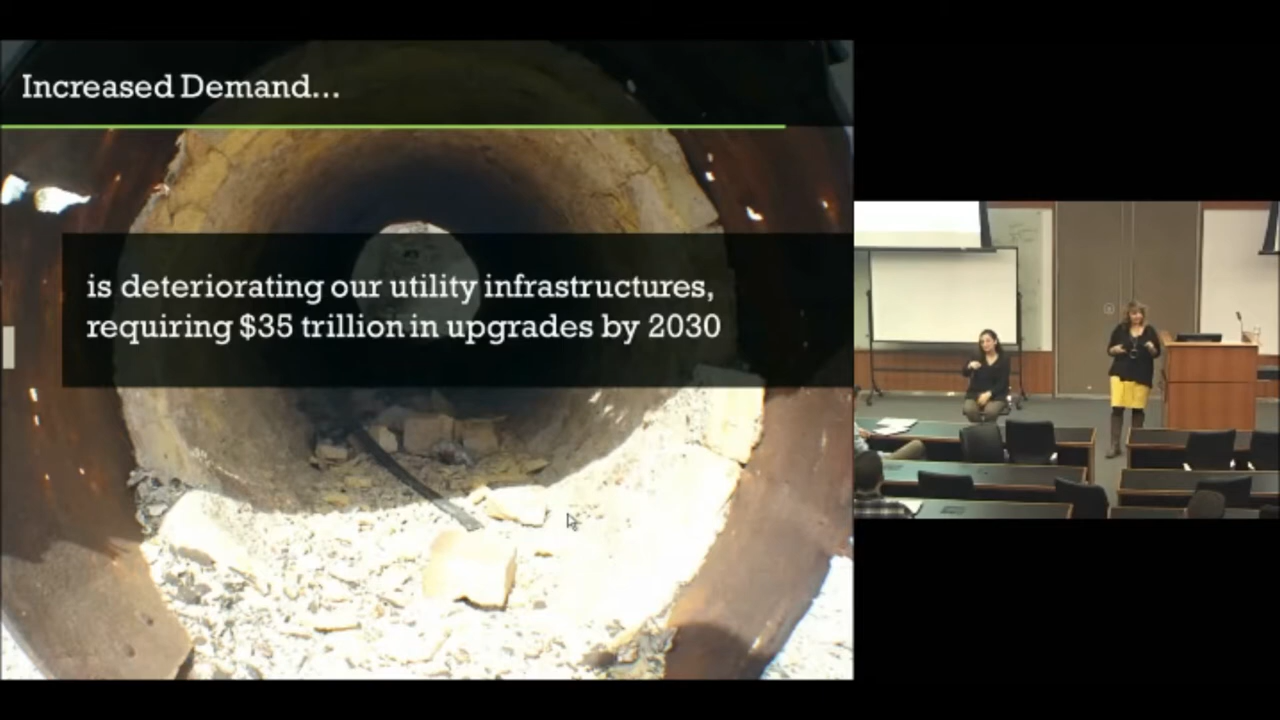 Increased Demand...
is deteriorating our utility infrastructures,
requiring $35 trillion in upgrades by 2030